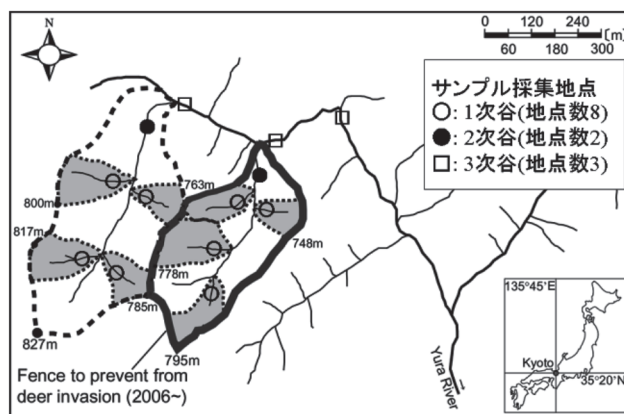 N
0 120 240
60 180 300 [m]
サンプル採集地点
○: 1次谷(地点数8)
●: 2次谷(地点数2)
□: 3次谷(地点数3)
800m
763m
817m
748m
778m
785m
827m
795m
Fence to prevent from
deer invasion (2006~)
Yura River
135°45'E
Kyoto
35°20'N